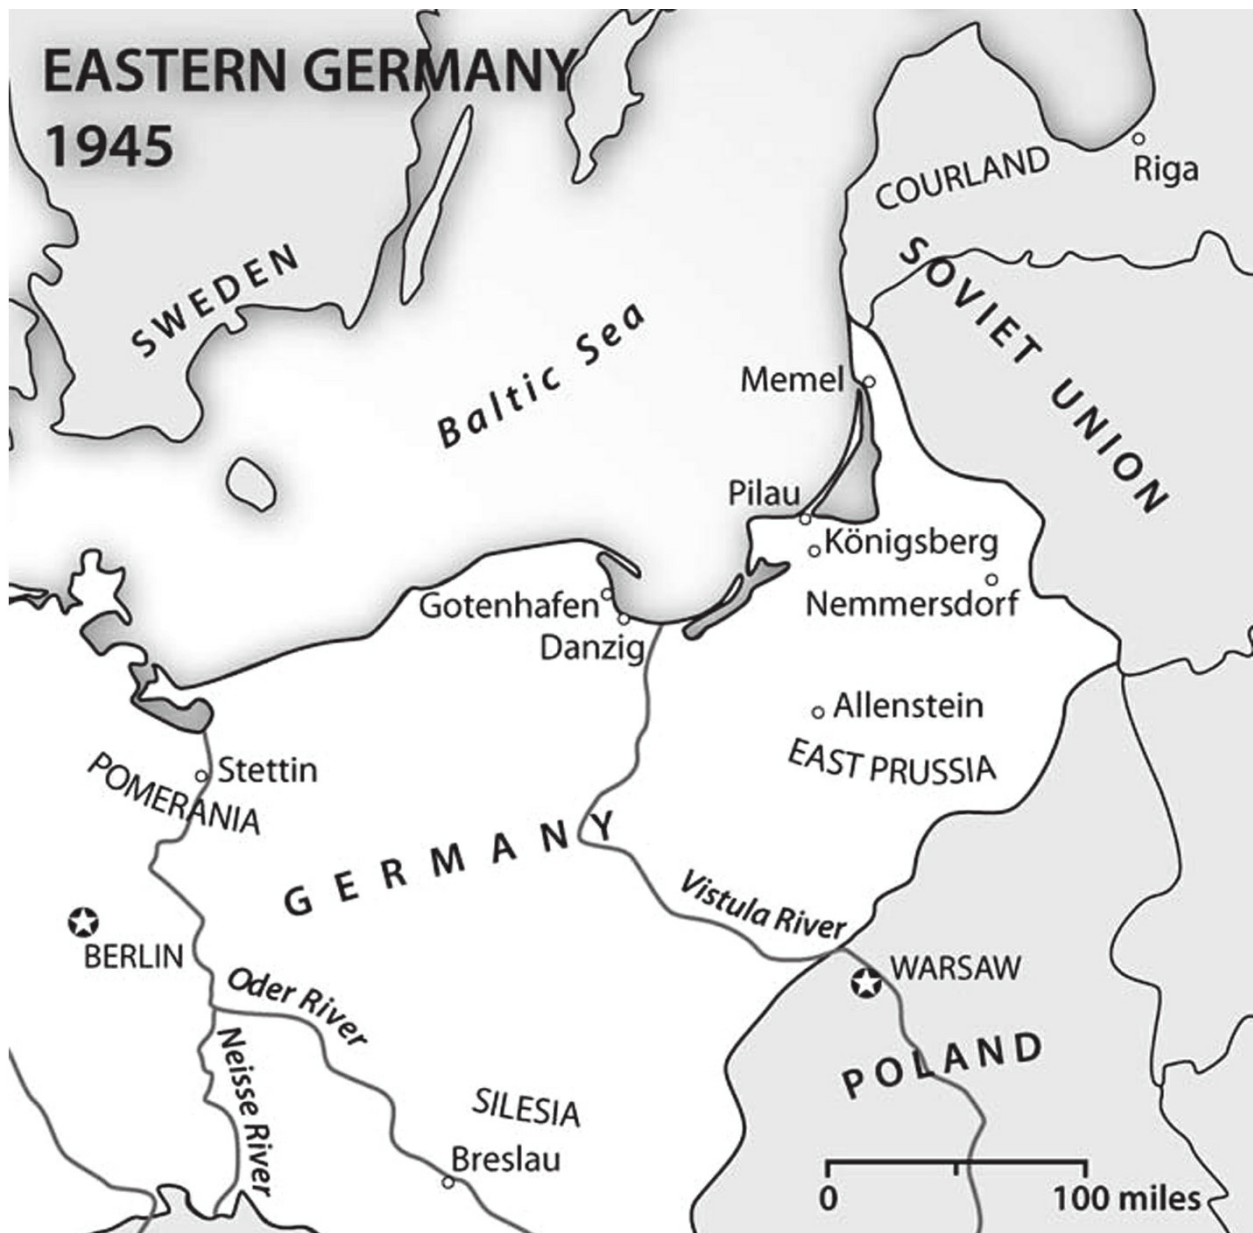 EASTERN GERMANY
1945
Riga
COURLAND
SWEDEN
SOVIET UNION
Baltic Sea
Memel
Pilau
Königsberg
Nemmersdorf
Gotenhafen
Danzig
Allenstein
EAST PRUSSIA
Stettin
POMERANIA
GERMANY
Vistula River
BERLIN
WARSAW
Oder River
Neisse River
POLAND
SILESIA
Breslau
0 100 miles